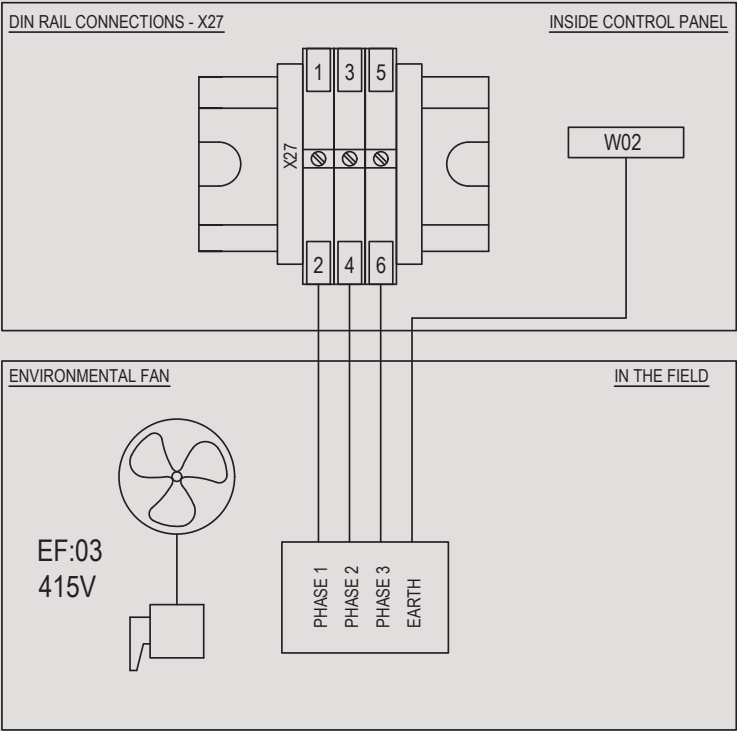 DIN RAIL CONNECTIONS - X27
INSIDE CONTROL PANEL
1 3 5
X27
W02
2 4 6
ENVIRONMENTAL FAN
IN THE FIELD
EF:03
415V
PHASE 1
PHASE 2
PHASE 3
EARTH